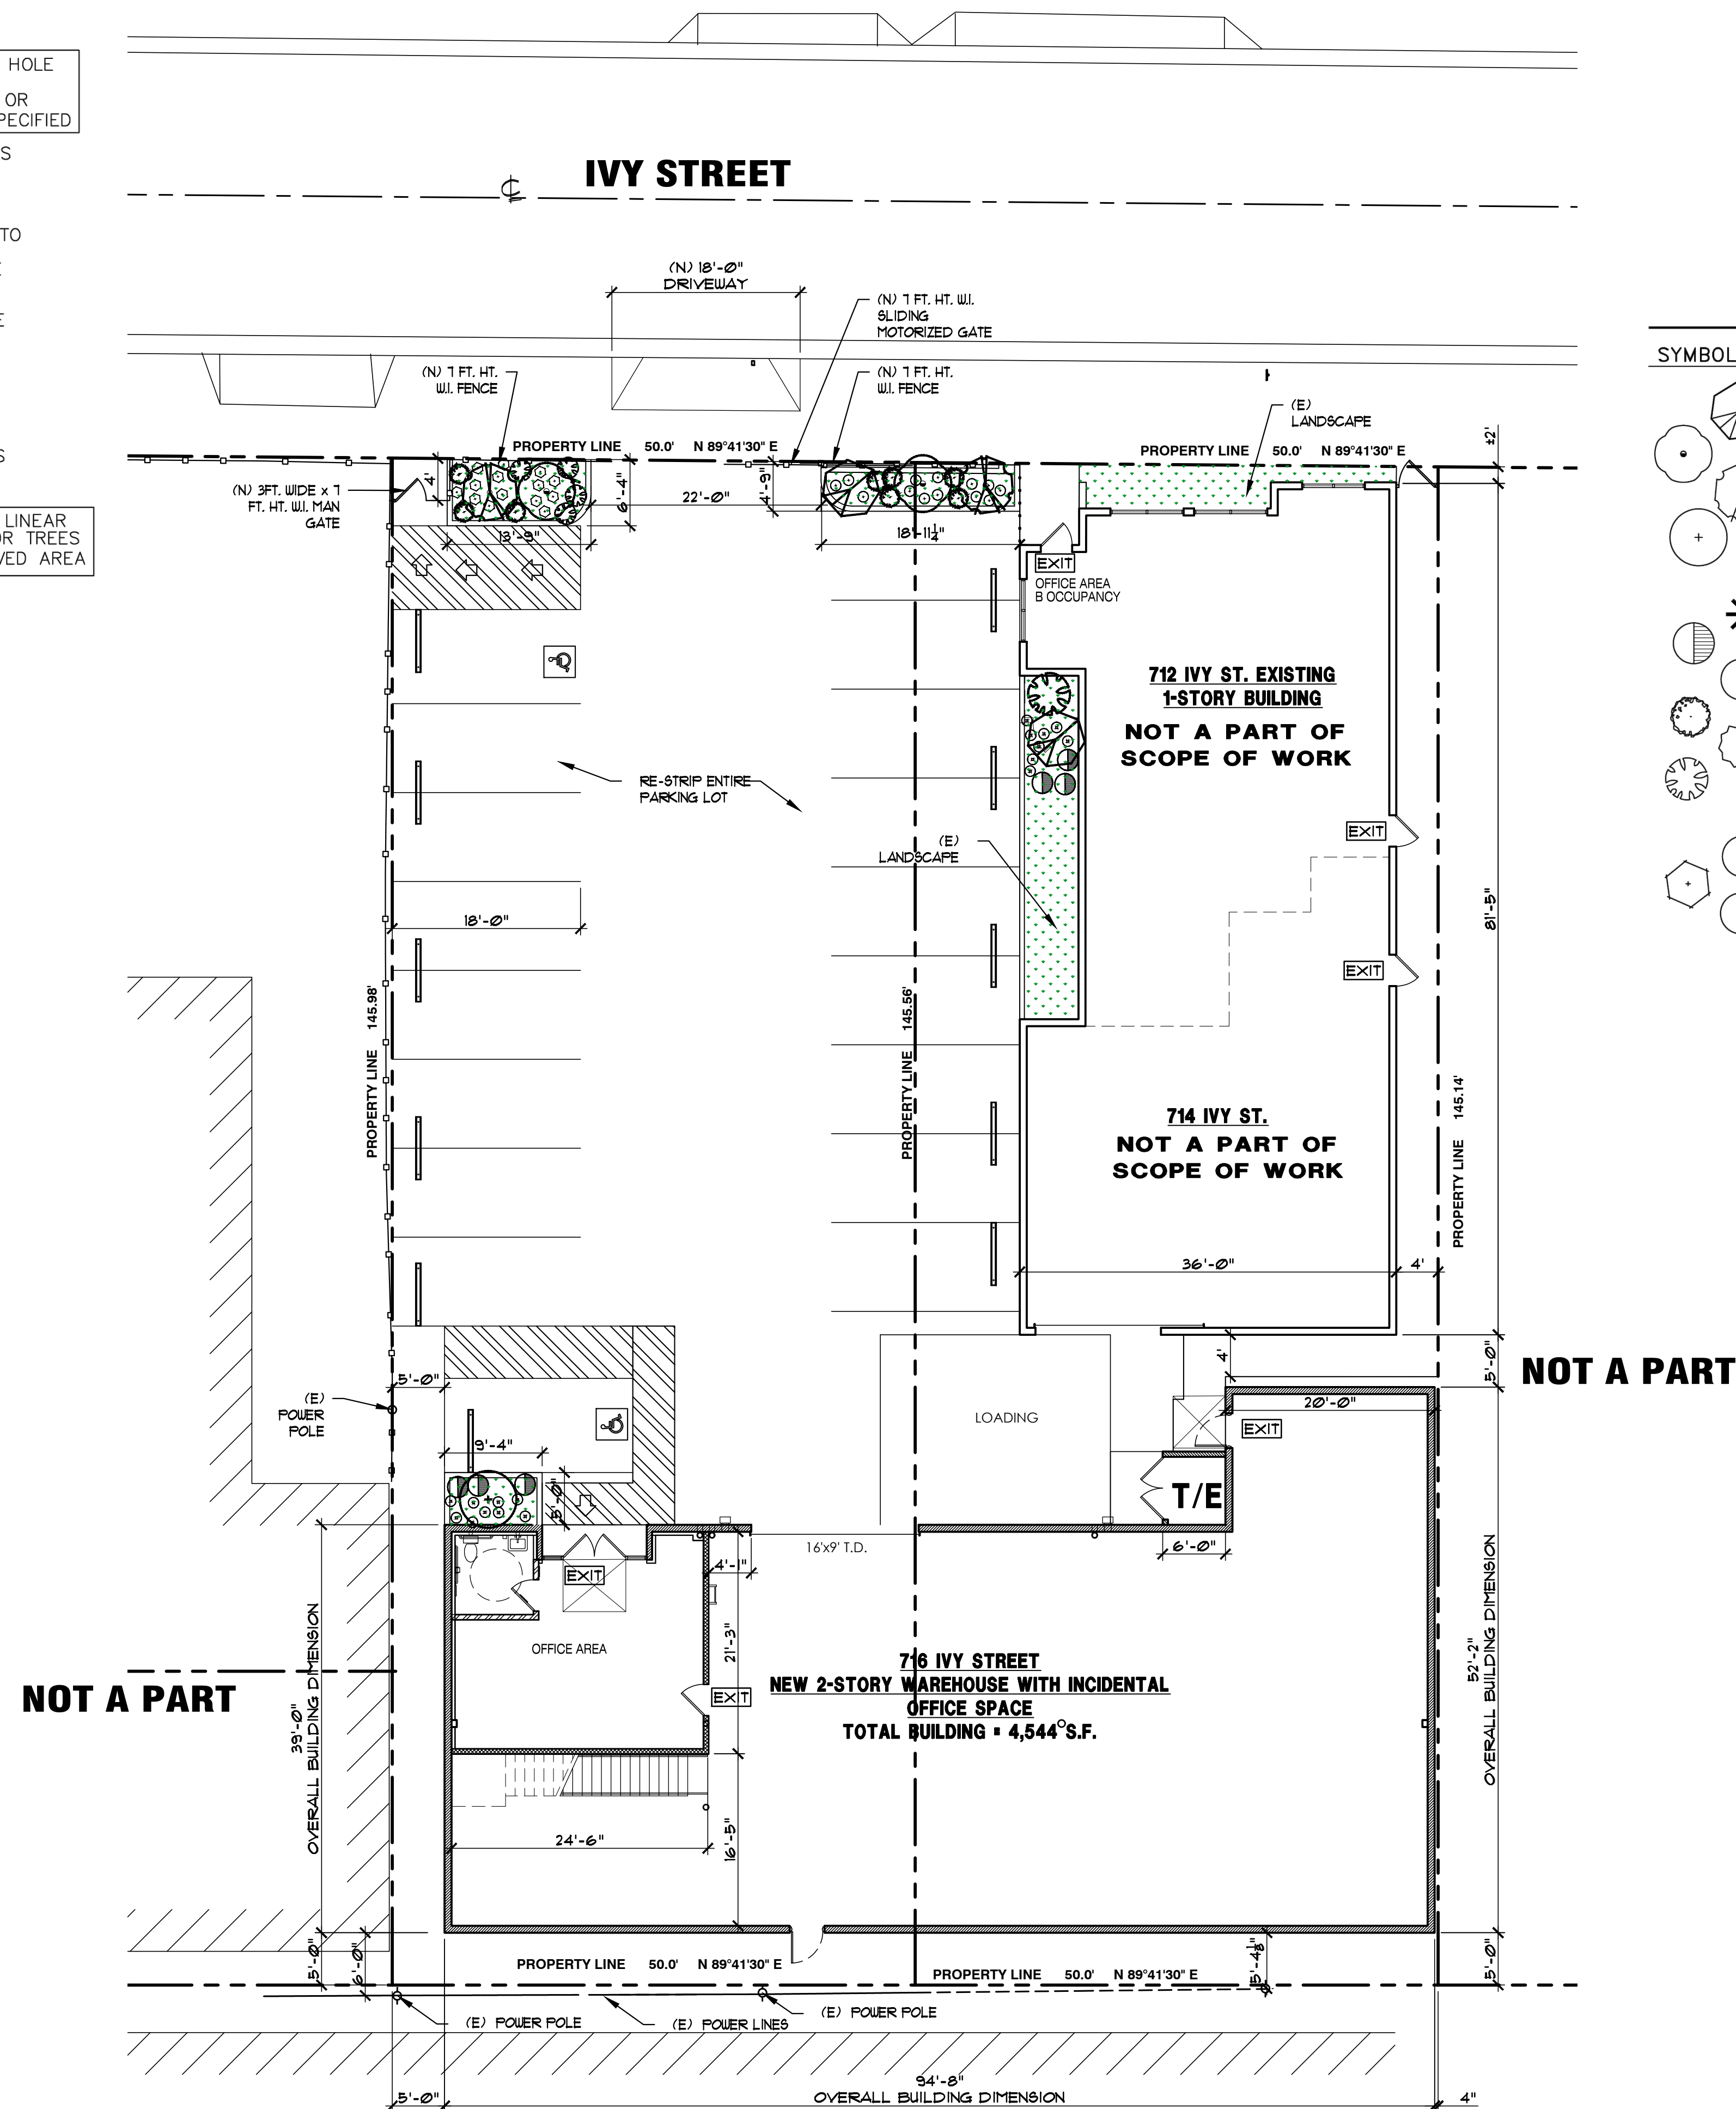 HOLE
OR
PECIFIED
S
TO
E
E
S
LINEAR
OR TREES
VED AREA
IVY STREET
℄
(N) 18'-0"
DRIVEWAY
(N) 7 FT. HT. W.I.
SLIDING
MOTORIZED GATE
(N) 7 FT. HT.
W.I. FENCE
(N) 7 FT. HT.
W.I. FENCE
(E)
LANDSCAPE
SYMBOL
PROPERTY LINE 50.0' N 89°41'30" E
PROPERTY LINE 50.0' N 89°41'30" E
±2'
(N) 3FT. WIDE x 7
FT. HT. W.I. MAN
GATE
4'
6'-4"
22'-0"
4'-9"
13'-9"
18'-11¼"
EXIT
OFFICE AREA
B OCCUPANCY
712 IVY ST. EXISTING
1-STORY BUILDING
NOT A PART OF
SCOPE OF WORK
RE-STRIP ENTIRE
PARKING LOT
EXIT
(E)
LANDSCAPE
81'-5"
18'-0"
EXIT
PROPERTY LINE 145.98'
PROPERTY LINE 145.56'
PROPERTY LINE 145.14'
714 IVY ST.
NOT A PART OF
SCOPE OF WORK
36'-0"
4'
4'
5'-0"
NOT A PART
5'-0"
(E)
POWER
POLE
LOADING
20'-0"
EXIT
9'-4"
5'-0"
T/E
16'x9' T.D.
6'-0"
4'-1"
EXIT
OFFICE AREA
21'-3"
EXIT
716 IVY STREET
NEW 2-STORY WAREHOUSE WITH INCIDENTAL
OFFICE SPACE
TOTAL BUILDING = 4,544 S.F.
NOT A PART
39'-0"
OVERALL BUILDING DIMENSION
52'-2"
OVERALL BUILDING DIMENSION
24'-6"
16'-5"
5'-0"
6'-0"
PROPERTY LINE 50.0' N 89°41'30" E
PROPERTY LINE 50.0' N 89°41'30" E
5'-4⅛"
5'-0"
(E) POWER POLE
(E) POWER LINES
(E) POWER POLE
5'-0"
94'-8"
OVERALL BUILDING DIMENSION
4"